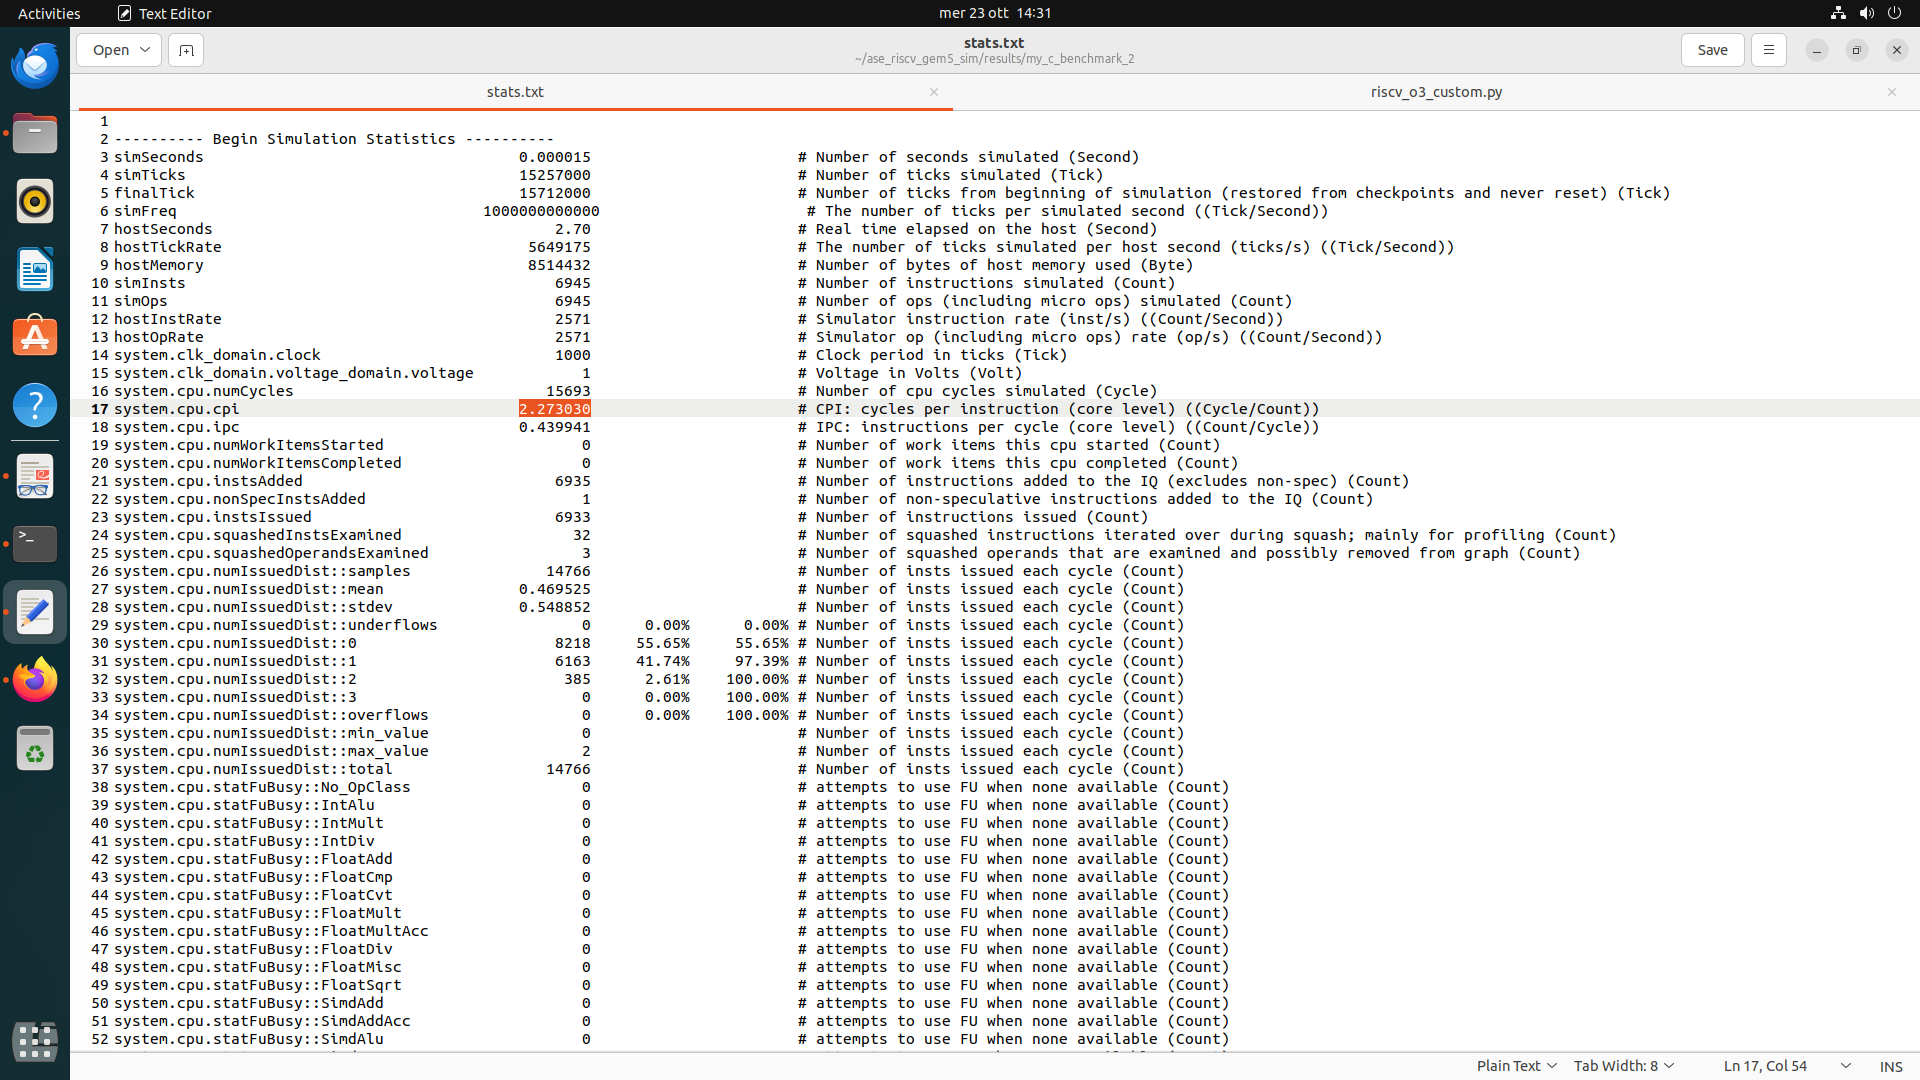 Activities Text Editor mer 23 ott 14:31
Open stats.txt Save
~/ase_riscv_gem5_sim/results/my_c_benchmark_2
stats.txt riscv_o3_custom.py
1
2 ---------- Begin Simulation Statistics ----------
3 simSeconds 0.000015 # Number of seconds simulated (Second)
4 simTicks 15257000 # Number of ticks simulated (Tick)
5 finalTick 15712000 # Number of ticks from beginning of simulation (restored from checkpoints and never reset) (Tick)
6 simFreq 1000000000000 # The number of ticks per simulated second ((Tick/Second))
7 hostSeconds 2.70 # Real time elapsed on the host (Second)
8 hostTickRate 5649175 # The number of ticks simulated per host second (ticks/s) ((Tick/Second))
9 hostMemory 8514432 # Number of bytes of host memory used (Byte)
10 simInsts 6945 # Number of instructions simulated (Count)
11 simOps 6945 # Number of ops (including micro ops) simulated (Count)
12 hostInstRate 2571 # Simulator instruction rate (inst/s) ((Count/Second))
13 hostOpRate 2571 # Simulator op (including micro ops) rate (op/s) ((Count/Second))
14 system.clk_domain.clock 1000 # Clock period in ticks (Tick)
15 system.clk_domain.voltage_domain.voltage 1 # Voltage in Volts (Volt)
16 system.cpu.numCycles 15693 # Number of cpu cycles simulated (Cycle)
17 system.cpu.cpi 2.273030 # CPI: cycles per instruction (core level) ((Cycle/Count))
18 system.cpu.ipc 0.439941 # IPC: instructions per cycle (core level) ((Count/Cycle))
19 system.cpu.numWorkItemsStarted 0 # Number of work items this cpu started (Count)
20 system.cpu.numWorkItemsCompleted 0 # Number of work items this cpu completed (Count)
21 system.cpu.instsAdded 6935 # Number of instructions added to the IQ (excludes non-spec) (Count)
22 system.cpu.nonSpecInstsAdded 1 # Number of non-speculative instructions added to the IQ (Count)
23 system.cpu.instsIssued 6933 # Number of instructions issued (Count)
24 system.cpu.squashedInstsExamined 32 # Number of squashed instructions iterated over during squash; mainly for profiling (Count)
25 system.cpu.squashedOperandsExamined 3 # Number of squashed operands that are examined and possibly removed from graph (Count)
26 system.cpu.numIssuedDist::samples 14766 # Number of insts issued each cycle (Count)
27 system.cpu.numIssuedDist::mean 0.469525 # Number of insts issued each cycle (Count)
28 system.cpu.numIssuedDist::stdev 0.548852 # Number of insts issued each cycle (Count)
29 system.cpu.numIssuedDist::underflows 0 0.00% 0.00% # Number of insts issued each cycle (Count)
30 system.cpu.numIssuedDist::0 8218 55.65% 55.65% # Number of insts issued each cycle (Count)
31 system.cpu.numIssuedDist::1 6163 41.74% 97.39% # Number of insts issued each cycle (Count)
32 system.cpu.numIssuedDist::2 385 2.61% 100.00% # Number of insts issued each cycle (Count)
33 system.cpu.numIssuedDist::3 0 0.00% 100.00% # Number of insts issued each cycle (Count)
34 system.cpu.numIssuedDist::overflows 0 0.00% 100.00% # Number of insts issued each cycle (Count)
35 system.cpu.numIssuedDist::min_value 0 # Number of insts issued each cycle (Count)
36 system.cpu.numIssuedDist::max_value 2 # Number of insts issued each cycle (Count)
37 system.cpu.numIssuedDist::total 14766 # Number of insts issued each cycle (Count)
38 system.cpu.statFuBusy::No_OpClass 0 # attempts to use FU when none available (Count)
39 system.cpu.statFuBusy::IntAlu 0 # attempts to use FU when none available (Count)
40 system.cpu.statFuBusy::IntMult 0 # attempts to use FU when none available (Count)
41 system.cpu.statFuBusy::IntDiv 0 # attempts to use FU when none available (Count)
42 system.cpu.statFuBusy::FloatAdd 0 # attempts to use FU when none available (Count)
43 system.cpu.statFuBusy::FloatCmp 0 # attempts to use FU when none available (Count)
44 system.cpu.statFuBusy::FloatCvt 0 # attempts to use FU when none available (Count)
45 system.cpu.statFuBusy::FloatMult 0 # attempts to use FU when none available (Count)
46 system.cpu.statFuBusy::FloatMultAcc 0 # attempts to use FU when none available (Count)
47 system.cpu.statFuBusy::FloatDiv 0 # attempts to use FU when none available (Count)
48 system.cpu.statFuBusy::FloatMisc 0 # attempts to use FU when none available (Count)
49 system.cpu.statFuBusy::FloatSqrt 0 # attempts to use FU when none available (Count)
50 system.cpu.statFuBusy::SimdAdd 0 # attempts to use FU when none available (Count)
51 system.cpu.statFuBusy::SimdAddAcc 0 # attempts to use FU when none available (Count)
52 system.cpu.statFuBusy::SimdAlu 0 # attempts to use FU when none available (Count)
Plain Text Tab Width: 8 Ln 17, Col 54 INS